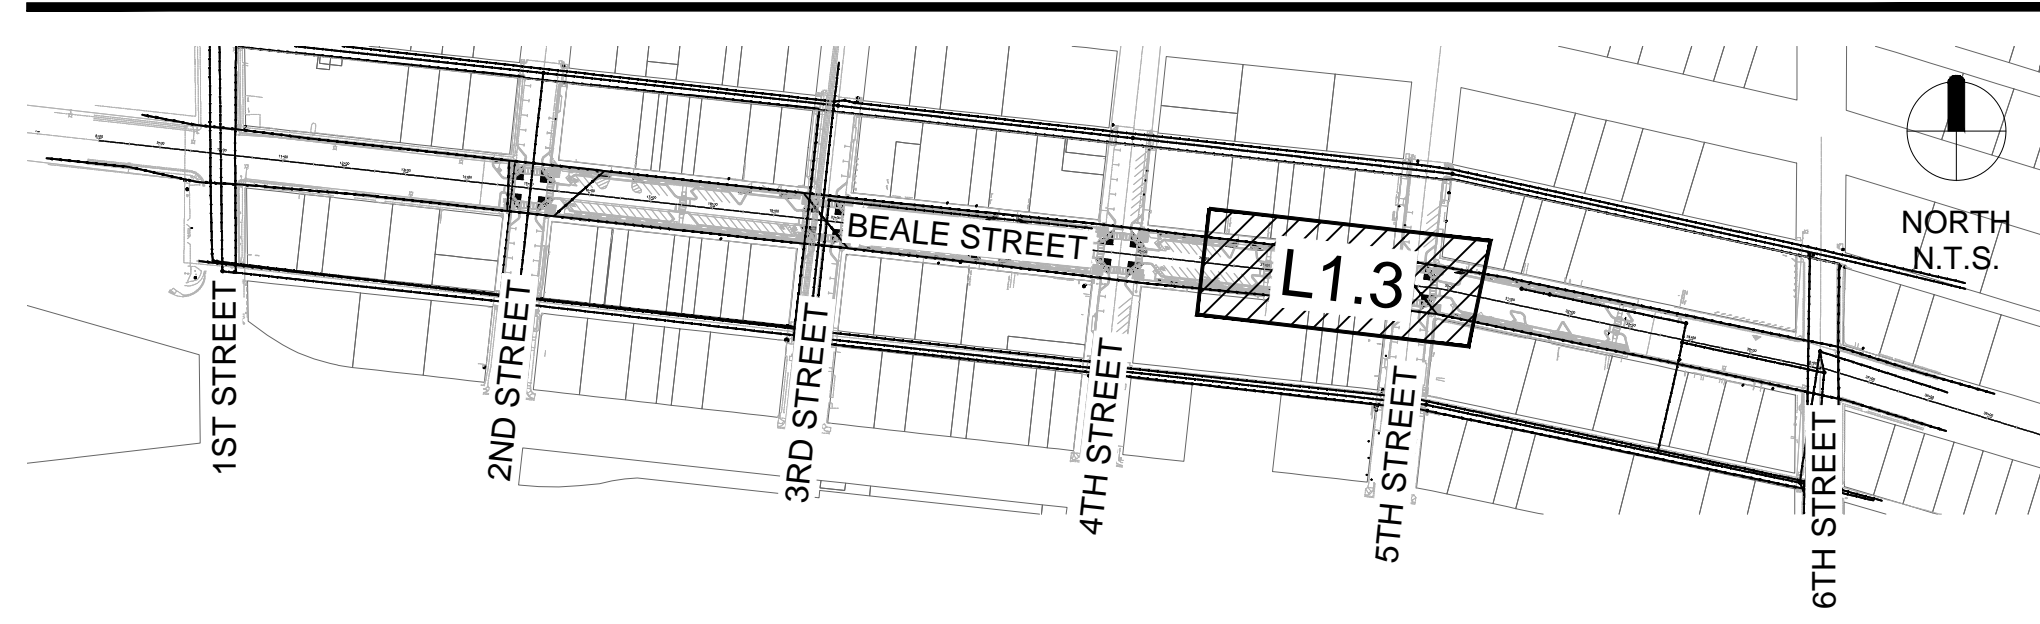 NORTH
N.T.S.
BEALE STREET
L1.3
1ST STREET
2ND STREET
3RD STREET
4TH STREET
5TH STREET
6TH STREET